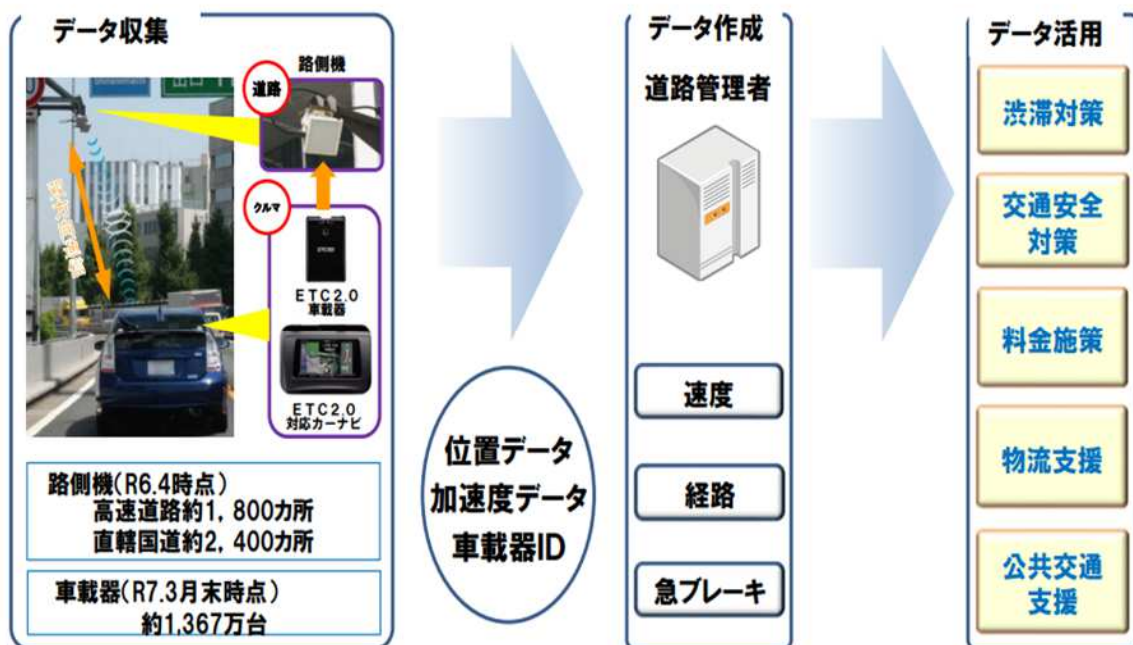 データ収集
路側機
道路
クルマ
ETC2.0
車載器
ETC2.0
対応カーナビ
路側機(R6.4時点)
高速道路約1,800カ所
直轄国道約2,400カ所
車載器(R7.3月末時点)
約1,367万台
位置データ
加速度データ
車載器ID
データ作成
道路管理者
速度
経路
急ブレーキ
データ活用
渋滞対策
交通安全
対策
料金施策
物流支援
公共交通
支援